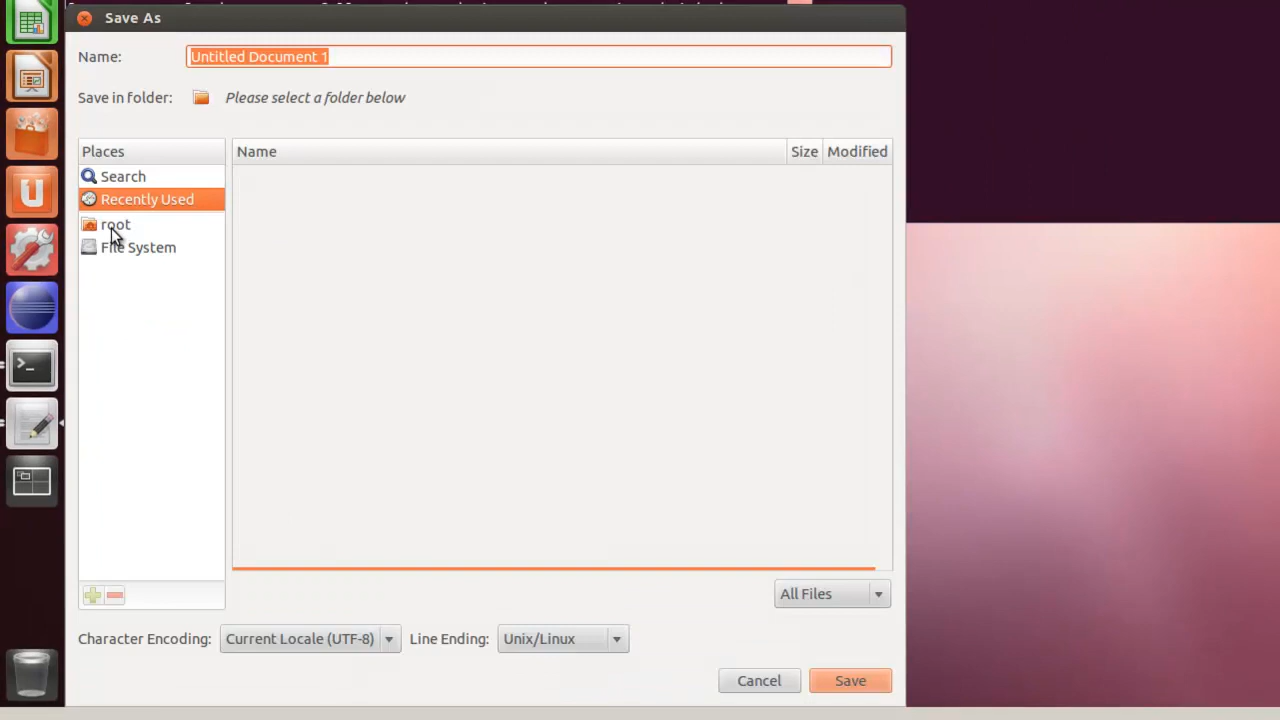 Save As
Name: Untitled Document 1
Save in folder: Please select a folder below
Places Name Size Modified
Search
Recently Used
root
File System
All Files
Character Encoding: Current Locale (UTF-8) Line Ending: Unix/Linux
Cancel Save